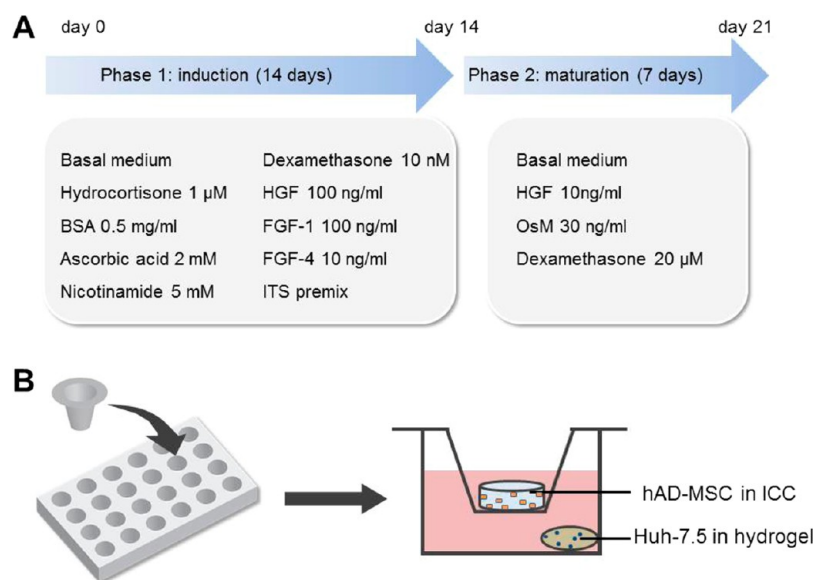 A
day 0
day 14
day 21
Phase 1: induction (14 days)
Phase 2: maturation (7 days)
Basal medium
Hydrocortisone 1 µM
BSA 0.5 mg/ml
Ascorbic acid 2 mM
Nicotinamide 5 mM
Dexamethasone 10 nM
HGF 100 ng/ml
FGF-1 100 ng/ml
FGF-4 10 ng/ml
ITS premix
Basal medium
HGF 10ng/ml
OsM 30 ng/ml
Dexamethasone 20 µM
B
hAD-MSC in ICC
Huh-7.5 in hydrogel